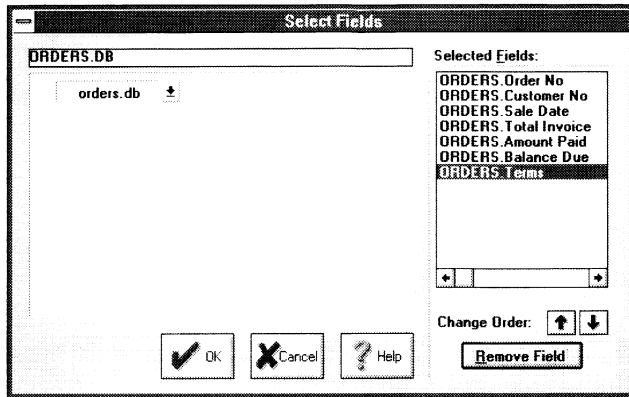 Select Fields
ORDERS.DB
orders.db
Selected Fields:
ORDERS.Order No
ORDERS.Customer No
ORDERS.Sale Date
ORDERS.Total Invoice
ORDERS.Amount Paid
ORDERS.Balance Due
ORDERS.Terms
Change Order:
OK
Cancel
Help
Remove Field